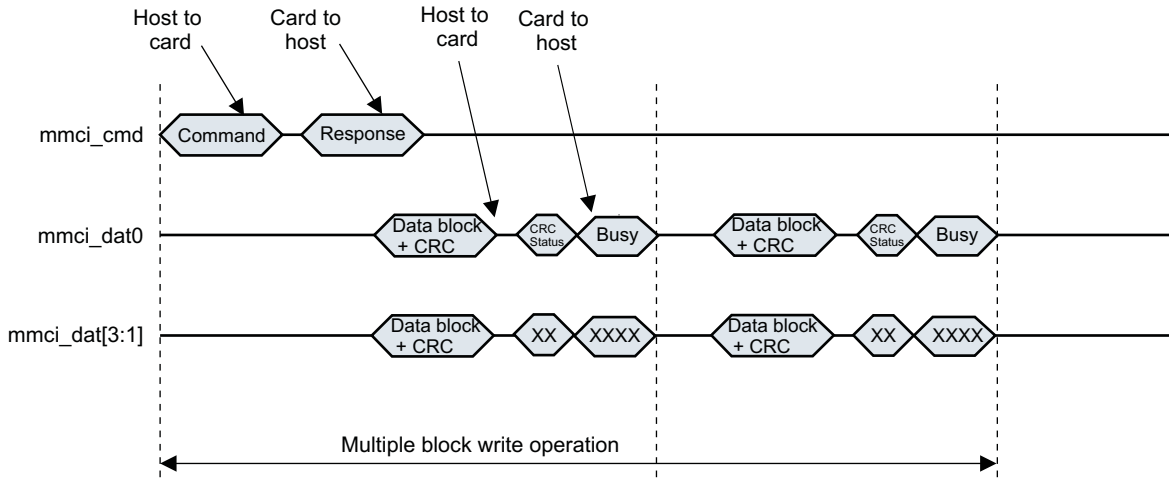 Host to
card
Card to
host
Host to
card
Card to
host
mmci_cmd
Command
Response
mmci_dat0
Data block
+ CRC
CRC
Status
Busy
Data block
+ CRC
CRC
Status
Busy
mmci_dat[3:1]
Data block
+ CRC
XX
XXXX
Data block
+ CRC
XX
XXXX
Multiple block write operation